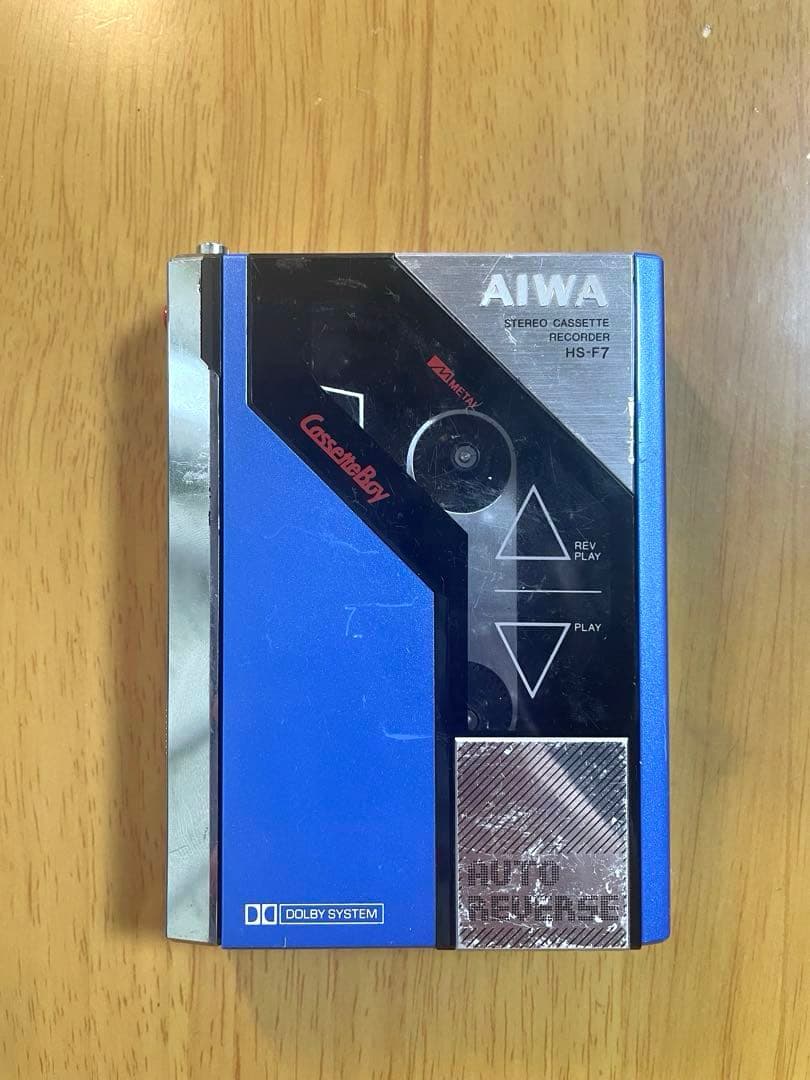 AIWA
STEREO CASSETTE
RECORDER
HS-F7
METAL
CassetteBoy
REV
PLAY
PLAY
AUTO
REVERSE
DOLBY SYSTEM